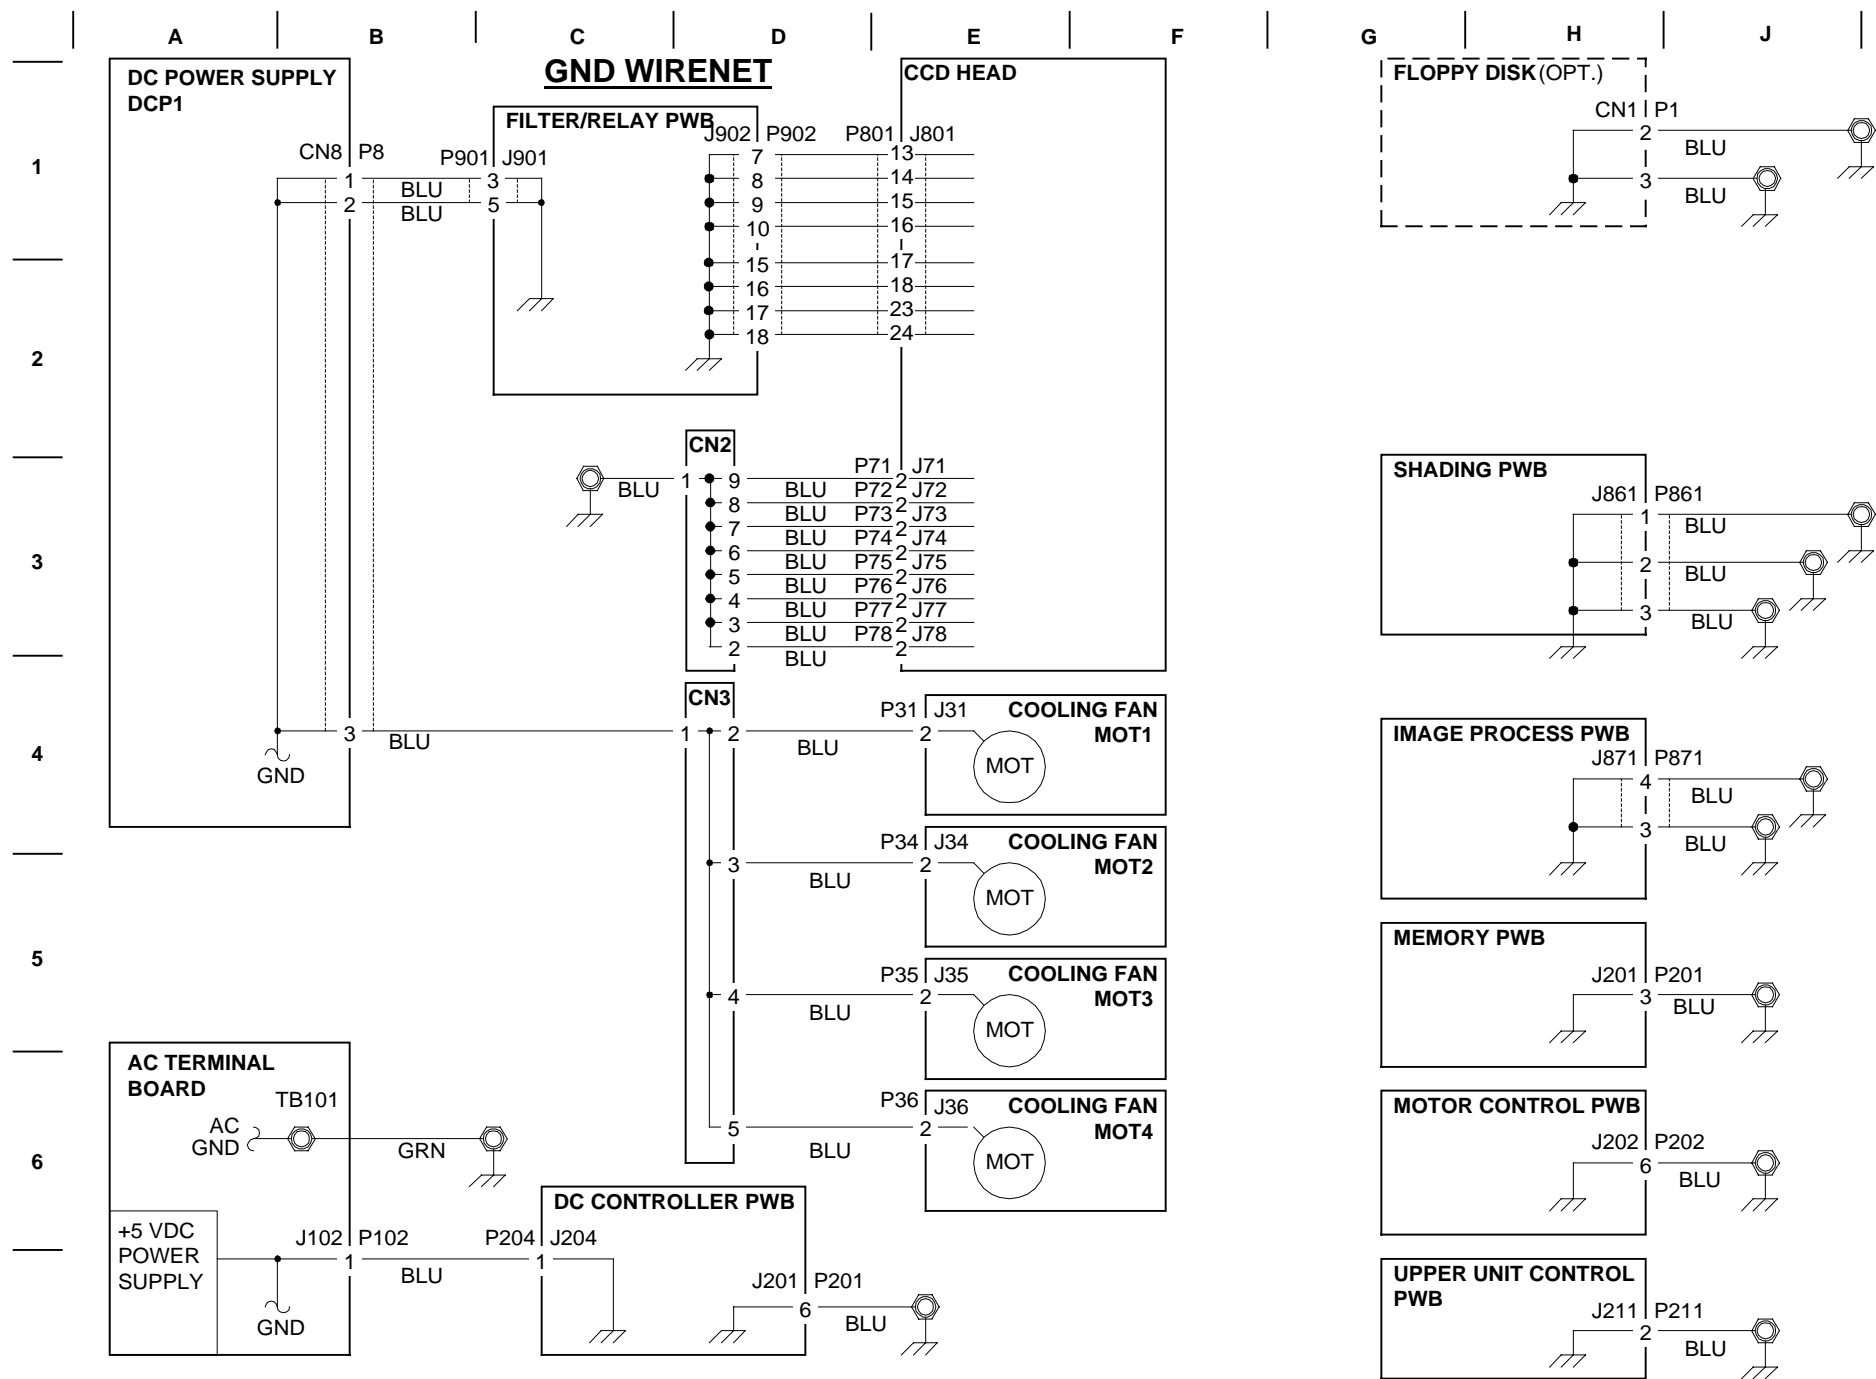 A B C D E F G H J
GND WIRENET
1
2
3
4
5
6
DC POWER SUPPLY
DCP1
CN8 P8
1
BLU
2
BLU
3
BLU
GND
FILTER/RELAY PWB
P901 J901
3
5
J902 P902
7
8
9
10
15
16
17
18
CCD HEAD
P801 J801
13
14
15
16
17
18
23
24
CN2
BLU 1
9 BLU P71 J71 2
8 BLU P72 J72 2
7 BLU P73 J73 2
6 BLU P74 J74 2
5 BLU P75 J75 2
4 BLU P76 J76 2
3 BLU P77 J77 2
2 BLU P78 J78 2
CN3
1 2 BLU
P31 J31
2
COOLING FAN
MOT1
MOT
3 BLU
P34 J34
2
COOLING FAN
MOT2
MOT
4 BLU
P35 J35
2
COOLING FAN
MOT3
MOT
5 BLU
P36 J36
2
COOLING FAN
MOT4
MOT
AC TERMINAL
BOARD
TB101
AC
GND
GRN
+5 VDC
POWER
SUPPLY
GND
J102 P102
1
BLU
DC CONTROLLER PWB
P204 J204
1
J201 P201
6
BLU
FLOPPY DISK (OPT.)
CN1 P1
2
BLU
3
BLU
SHADING PWB
J861 P861
1
BLU
2
BLU
3
BLU
IMAGE PROCESS PWB
J871 P871
4
BLU
3
BLU
MEMORY PWB
J201 P201
3
BLU
MOTOR CONTROL PWB
J202 P202
6
BLU
UPPER UNIT CONTROL
PWB
J211 P211
2
BLU